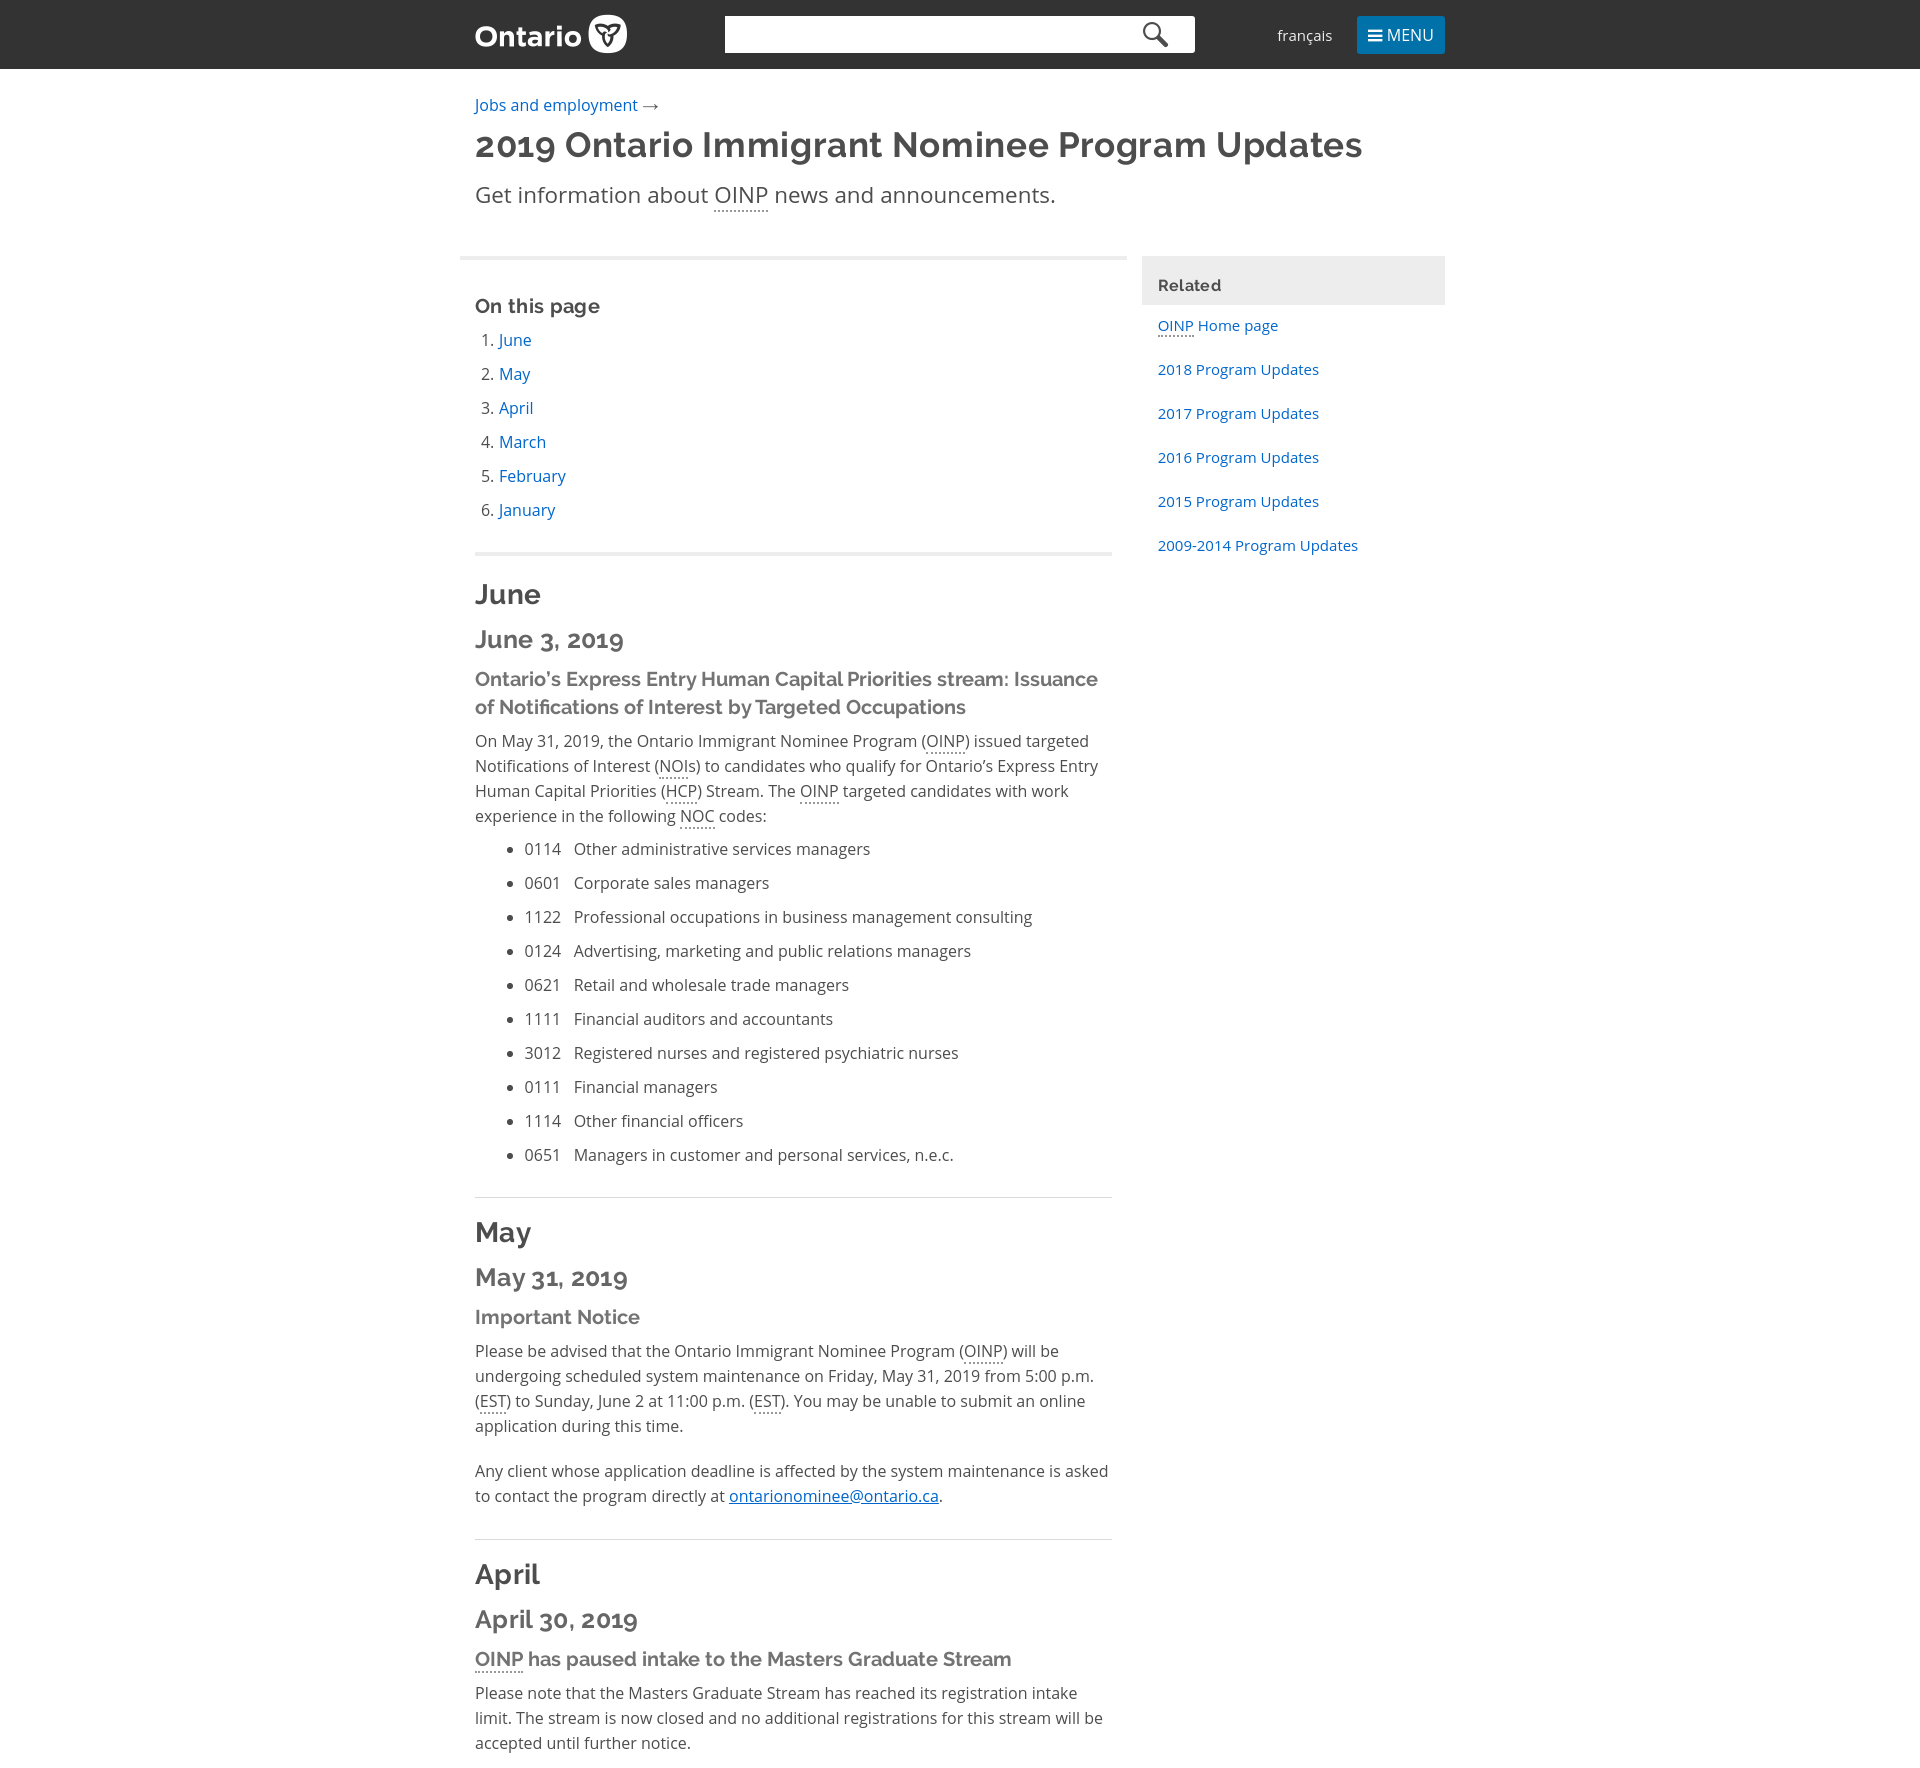 Ontario
français
MENU
Jobs and employment →
2019 Ontario Immigrant Nominee Program Updates
Get information about OINP news and announcements.
On this page
1. June
2. May
3. April
4. March
5. February
6. January
Related
OINP Home page
2018 Program Updates
2017 Program Updates
2016 Program Updates
2015 Program Updates
2009-2014 Program Updates
June
June 3, 2019
Ontario’s Express Entry Human Capital Priorities stream: Issuance
of Notifications of Interest by Targeted Occupations
On May 31, 2019, the Ontario Immigrant Nominee Program (OINP) issued targeted
Notifications of Interest (NOIs) to candidates who qualify for Ontario’s Express Entry
Human Capital Priorities (HCP) Stream. The OINP targeted candidates with work
experience in the following NOC codes:
• 0114 Other administrative services managers
• 0601 Corporate sales managers
• 1122 Professional occupations in business management consulting
• 0124 Advertising, marketing and public relations managers
• 0621 Retail and wholesale trade managers
• 1111 Financial auditors and accountants
• 3012 Registered nurses and registered psychiatric nurses
• 0111 Financial managers
• 1114 Other financial officers
• 0651 Managers in customer and personal services, n.e.c.
May
May 31, 2019
Important Notice
Please be advised that the Ontario Immigrant Nominee Program (OINP) will be
undergoing scheduled system maintenance on Friday, May 31, 2019 from 5:00 p.m.
(EST) to Sunday, June 2 at 11:00 p.m. (EST). You may be unable to submit an online
application during this time.
Any client whose application deadline is affected by the system maintenance is asked
to contact the program directly at ontarionominee@ontario.ca.
April
April 30, 2019
OINP has paused intake to the Masters Graduate Stream
Please note that the Masters Graduate Stream has reached its registration intake
limit. The stream is now closed and no additional registrations for this stream will be
accepted until further notice.